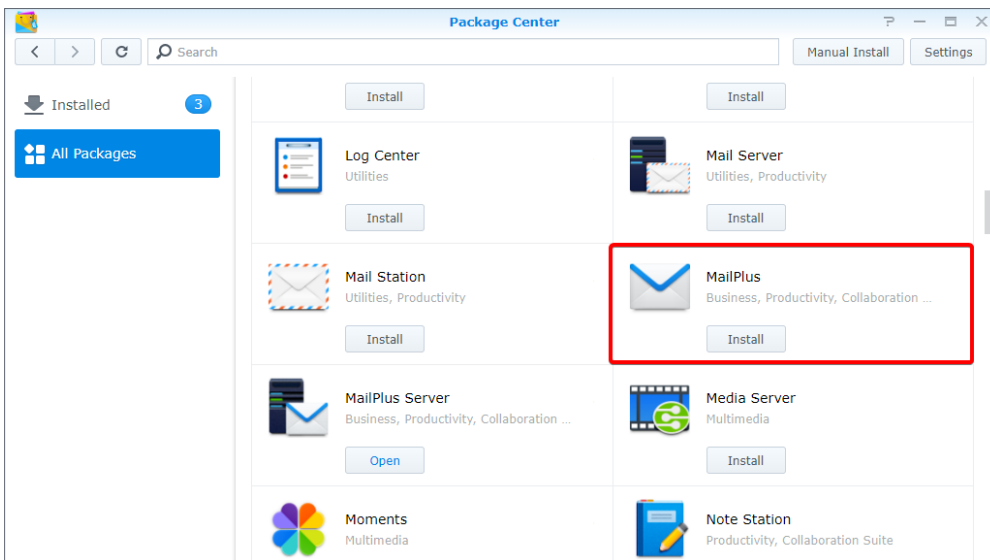 Package Center
Search
Manual Install
Settings
Installed
3
All Packages
Install
Install
Log Center
Utilities
Install
Mail Server
Utilities, Productivity
Install
Mail Station
Utilities, Productivity
Install
MailPlus
Business, Productivity, Collaboration ...
Install
MailPlus Server
Business, Productivity, Collaboration ...
Open
Media Server
Multimedia
Install
Moments
Multimedia
Note Station
Productivity, Collaboration Suite